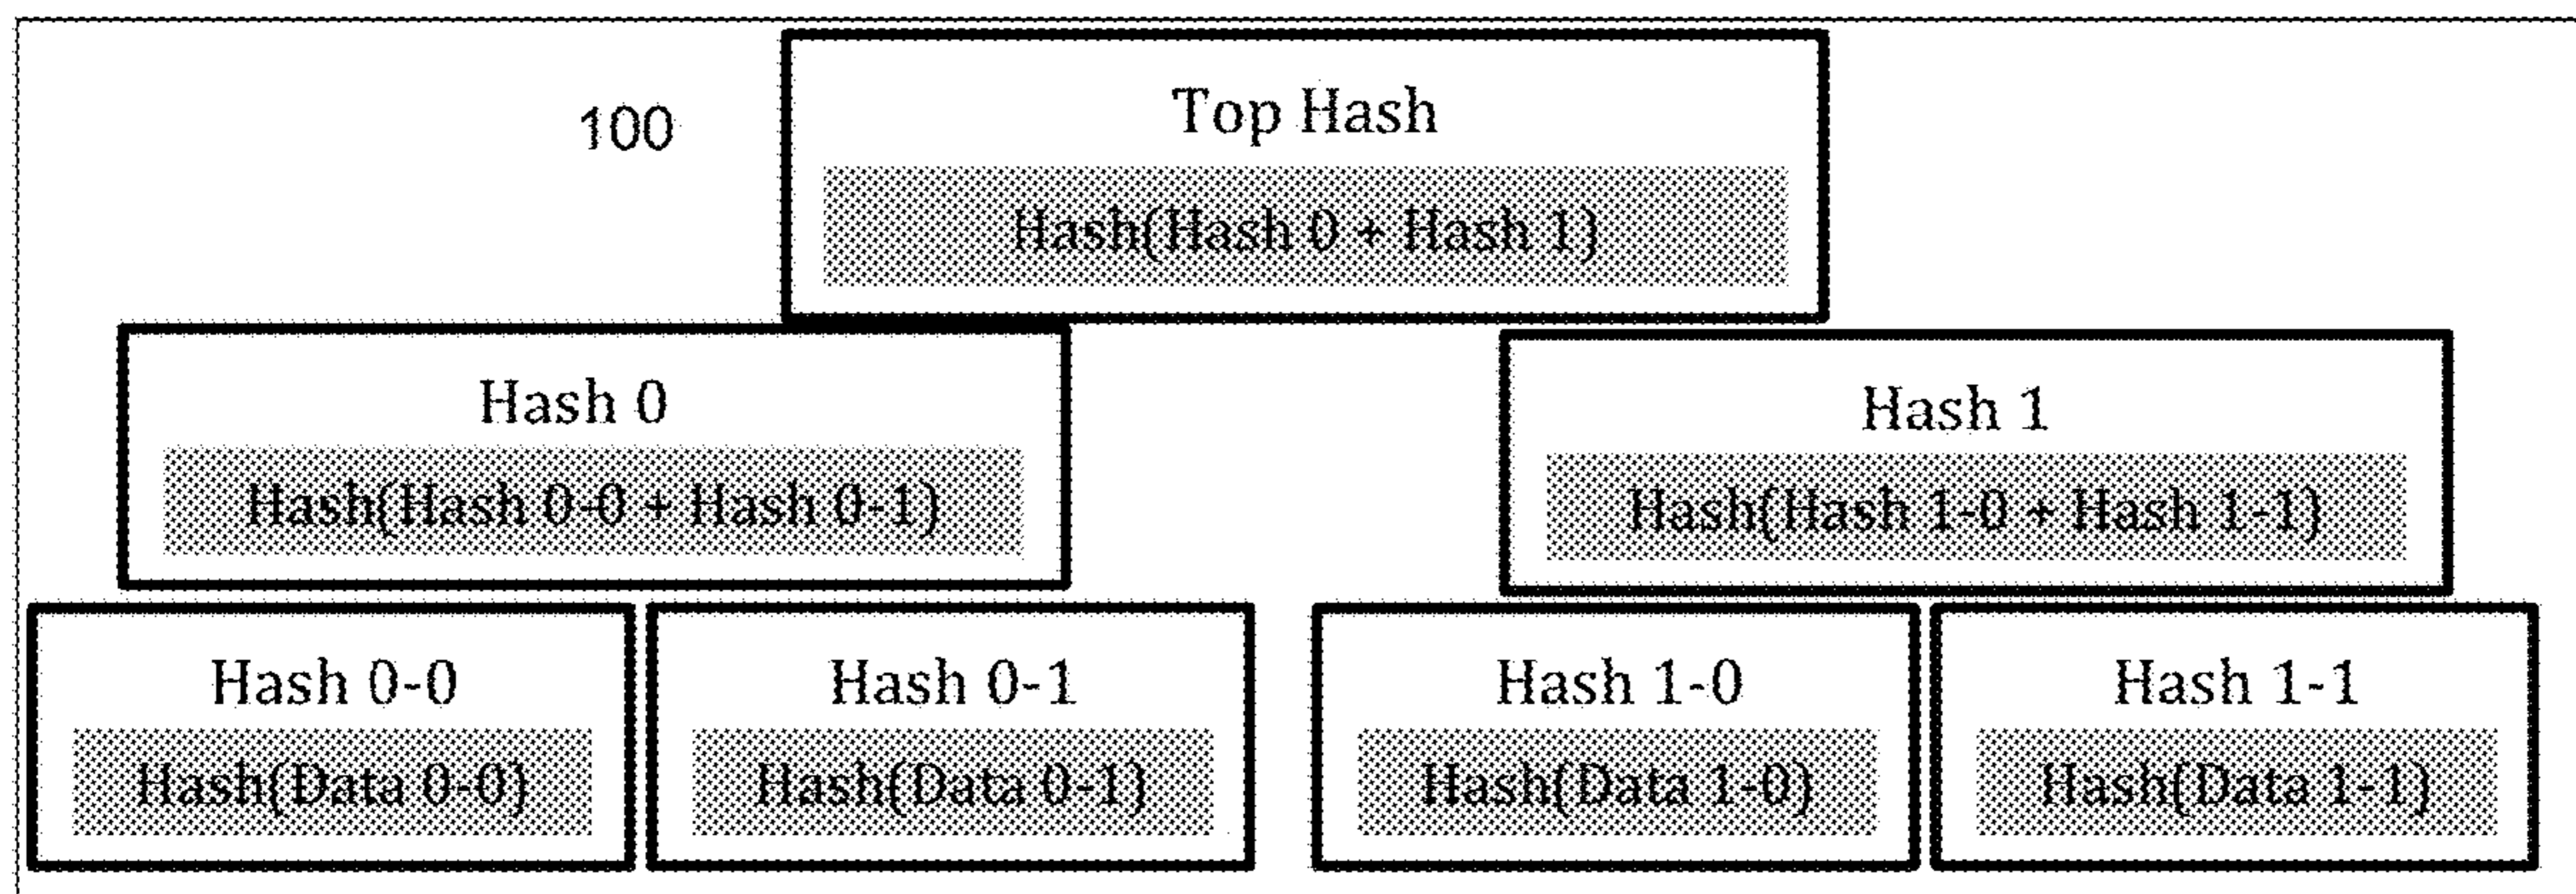 100
Top Hash
Hash(Hash 0 + Hash 1)
Hash 0
Hash(Hash 0-0 + Hash 0-1)
Hash 1
Hash(Hash 1-0 + Hash 1-1)
Hash 0-0
Hash(Data 0-0)
Hash 0-1
Hash(Data 0-1)
Hash 1-0
Hash(Data 1-0)
Hash 1-1
Hash(Data 1-1)